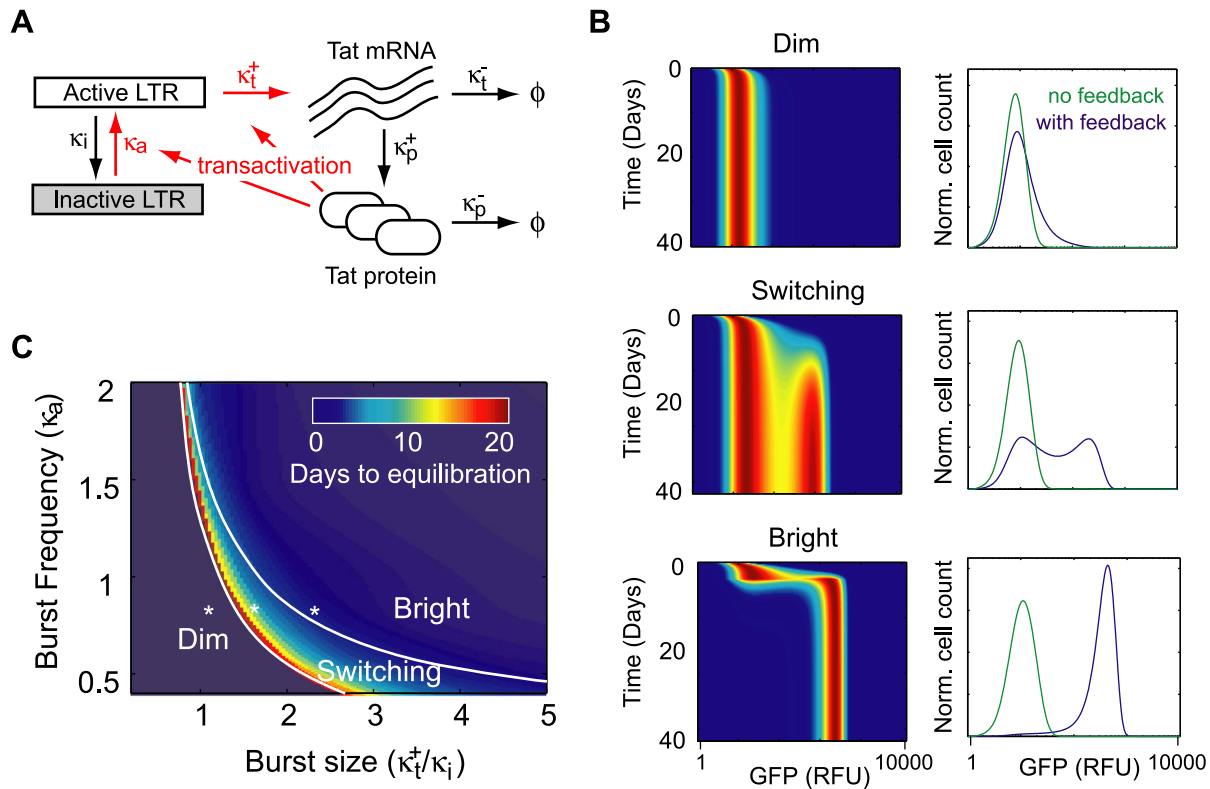 A
Tat mRNA
Active LTR
κt+
κt-
ϕ
κi
κa
κp+
transactivation
Inactive LTR
κp-
ϕ
Tat protein
B
Dim
Time (Days)
0
20
40
Norm. cell count
no feedback
with feedback
Switching
Time (Days)
0
20
40
Norm. cell count
Bright
Time (Days)
0
20
40
1 10000
GFP (RFU)
Norm. cell count
1 10000
GFP (RFU)
C
Burst Frequency (κa)
2
1.5
1
0.5
0 10 20
Days to equilibration
* * *
Dim
Bright
Switching
1 2 3 4 5
Burst size (κt+/κi)